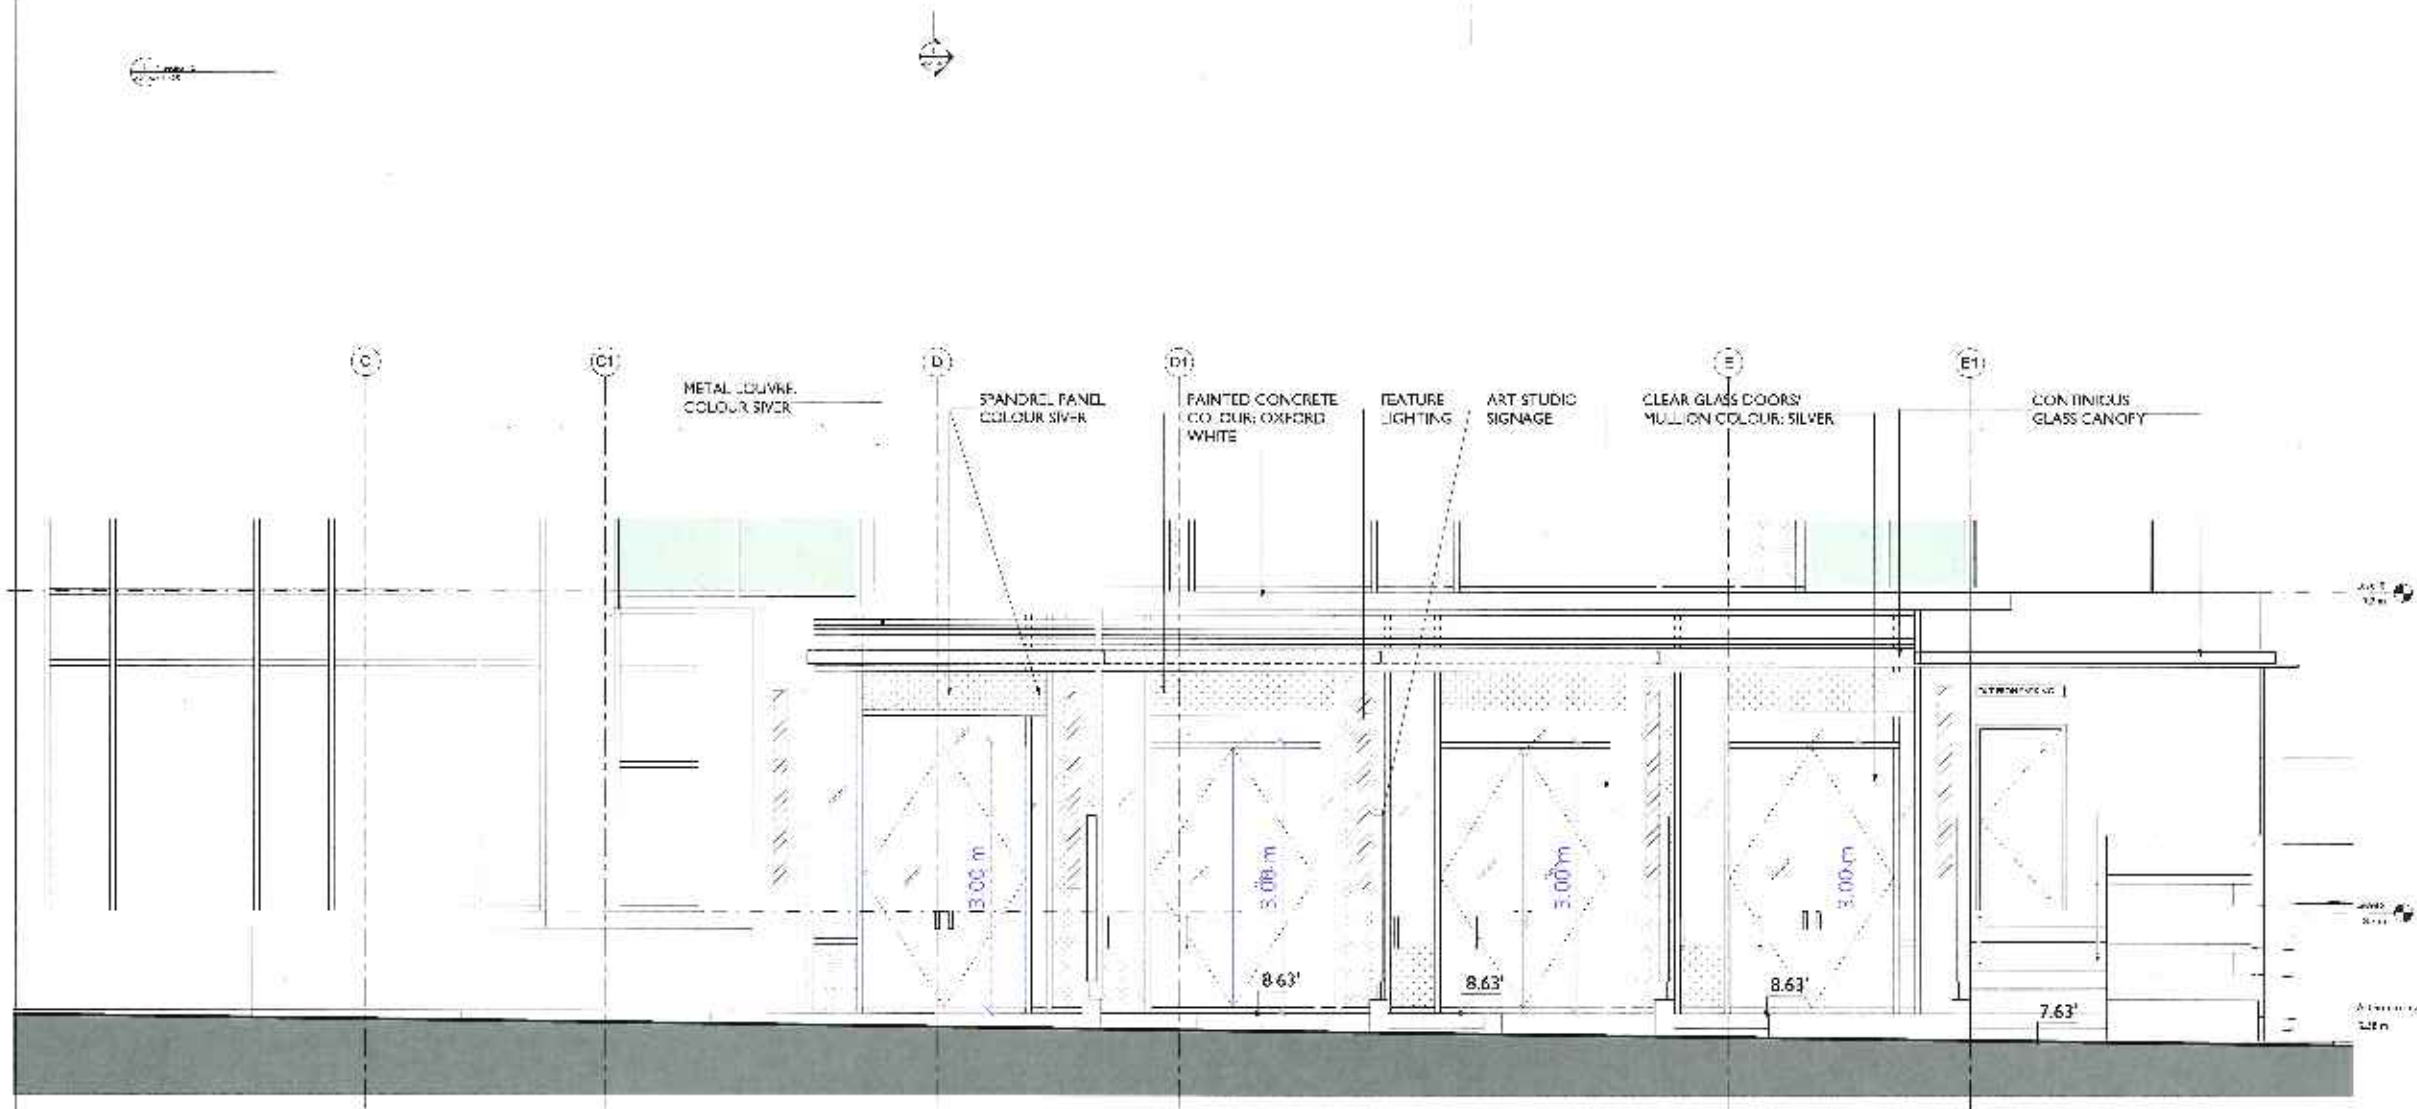 C
C1
D
D1
E
E1
METAL LOUVRE,
COLOUR SIVER
SPANDREL PANEL
COLOUR SIVER
PAINTED CONCRETE
COLOUR: OXFORD
WHITE
FEATURE
LIGHTING
ART STUDIO
SIGNAGE
CLEAR GLASS DOORS/
MULLION COLOUR: SILVER
CONTINIOUS
GLASS CANOPY
3.00 m
3.00 m
3.00 m
3.00 m
8.63'
8.63'
8.63'
7.63'